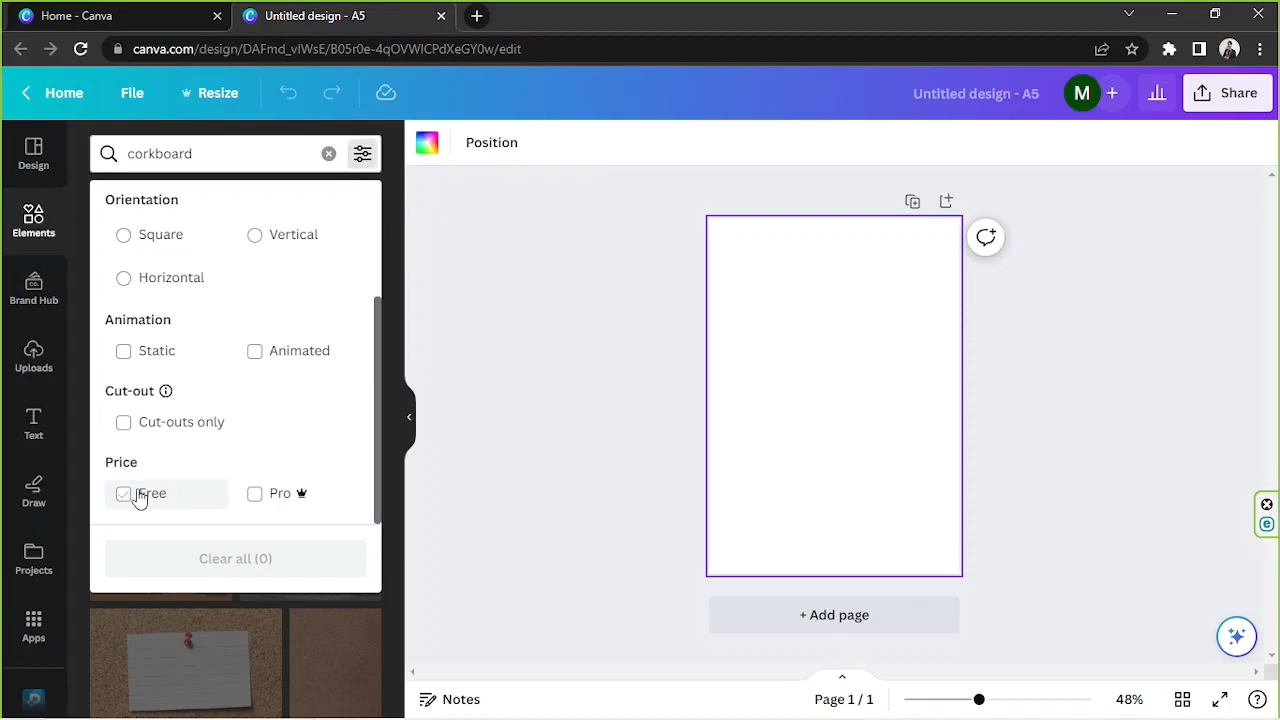 Home - Canva
Untitled design - A5
canva.com/design/DAFmd_vIWsE/B05r0e-4qOVWICPdXeGY0w/edit
Home
File
Resize
Untitled design - A5
M
Share
Design
Elements
Brand Hub
Uploads
Text
Draw
Projects
Apps
corkboard
Orientation
Square
Vertical
Horizontal
Animation
Static
Animated
Cut-out
Cut-outs only
Price
Free
Pro
Clear all (0)
Position
+ Add page
Notes
Page 1 / 1
48%